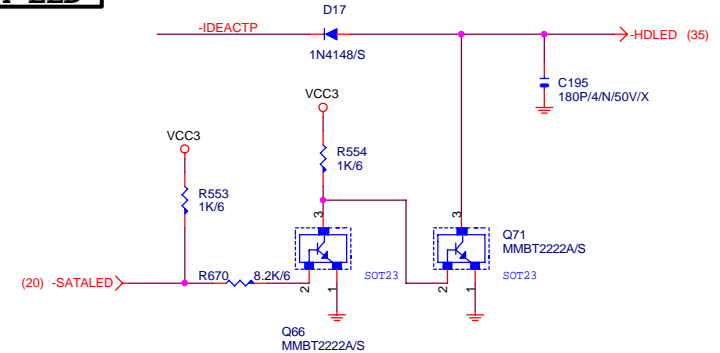 D17
-IDEACTP
-HDLED (35)
1N4148/S
C195
180P/4/N/50V/X
VCC3
VCC3
R554
1K/6
R553
1K/6
3
3
Q71
MMBT2222A/S
(20) -SATALED
R670
8.2K/6
SOT23
SOT23
2
1
2
1
Q66
MMBT2222A/S